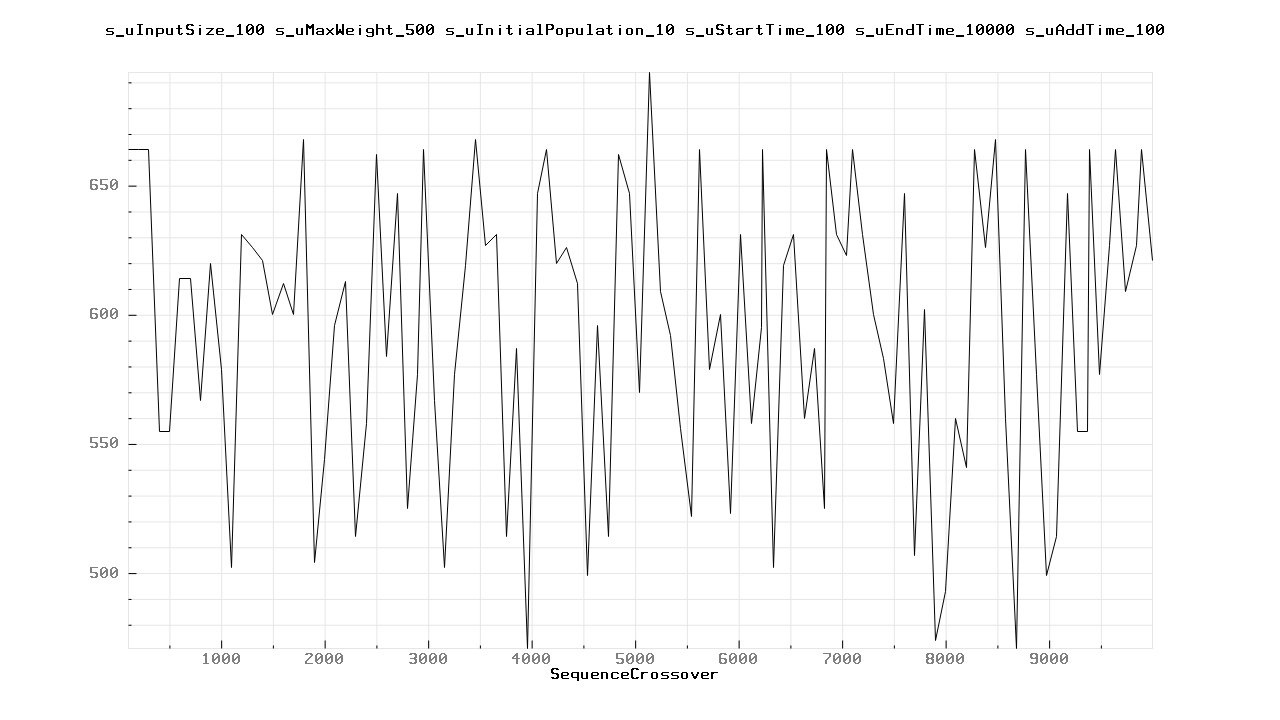 s_uInputSize_100 s_uMaxWeight_500 s_uInitialPopulation_10 s_uStartTime_100 s_uEndTime_10000 s_uAddTime_100
650
600
550
500
1000 2000 3000 4000 5000 6000 7000 8000 9000
SequenceCrossover